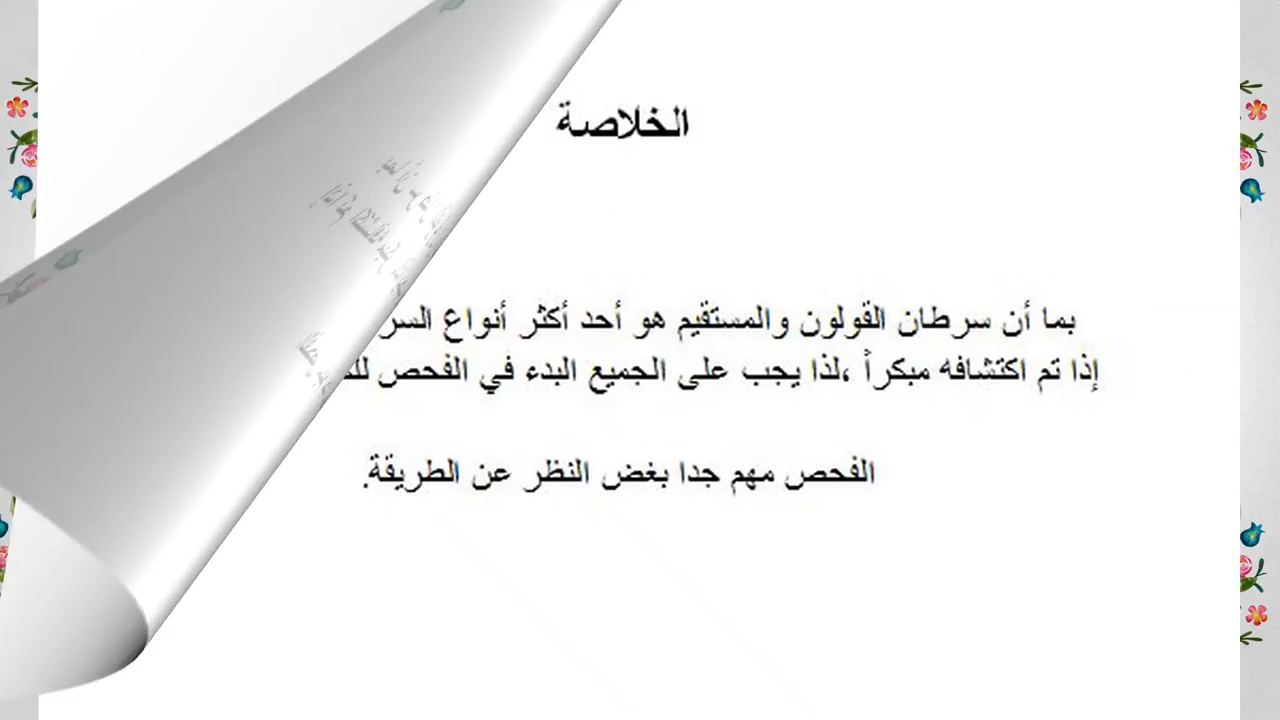 الخلاصة
بما أن سرطان القولون والمستقيم هو أحد أكثر أنواع
إذا تم اكتشافه مبكراً ،لذا يجب على الجميع البدء في الفحص
الفحص مهم جدا بغض النظر عن الطريقة.